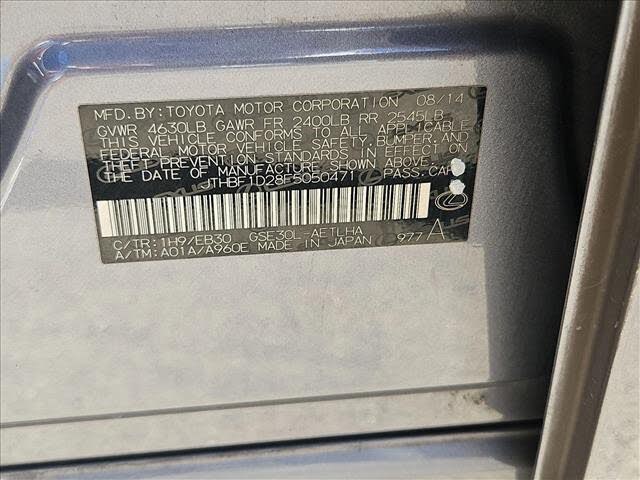 MFD.BY:TOYOTA MOTOR CORPORATION 08/14
GVWR 4630LB GAWR FR 2400LB RR 2545LB
THIS VEHICLE CONFORMS TO ALL APPLICABLE
FEDERAL MOTOR VEHICLE SAFETY, BUMPER, AND
THEFT PREVENTION STANDARDS IN EFFECT ON
THE DATE OF MANUFACTURE SHOWN ABOVE.
JTHBF1D28F5050471 PASS.CAR
C/TR:1H9/EB30 GSE30L-AETLHA
A/TM:A01A/A960E MADE IN JAPAN 977 A